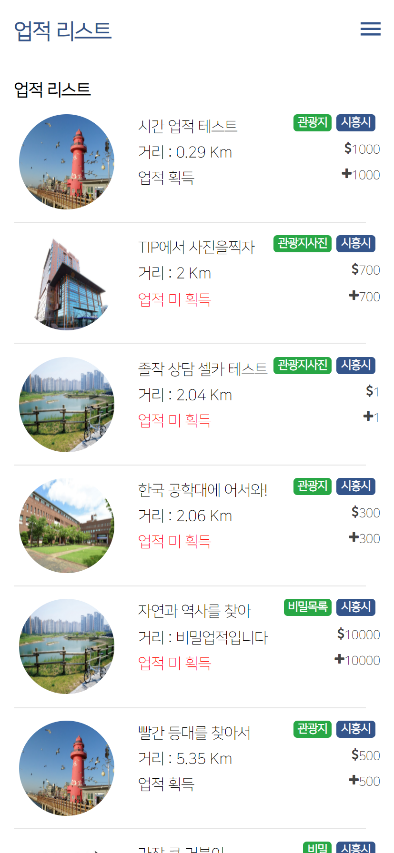 업적 리스트
업적 리스트
시간 업적 테스트 관광지 시흥시
거리 : 0.29 Km $1000
업적 획득 +1000
TIP에서 사진을찍자 관광지사진 시흥시
거리 : 2 Km $700
업적 미 획득 +700
졸작 상담 셀카 테스트 관광지사진 시흥시
거리 : 2.04 Km $1
업적 미 획득 +1
한국 공학대에 어서와! 관광지 시흥시
거리 : 2.06 Km $300
업적 미 획득 +300
자연과 역사를 찾아 비밀목록 시흥시
거리 : 비밀업적입니다 $10000
업적 미 획득 +10000
빨간 등대를 찾아서 관광지 시흥시
거리 : 5.35 Km $500
업적 획득 +500
비밀 시흥시